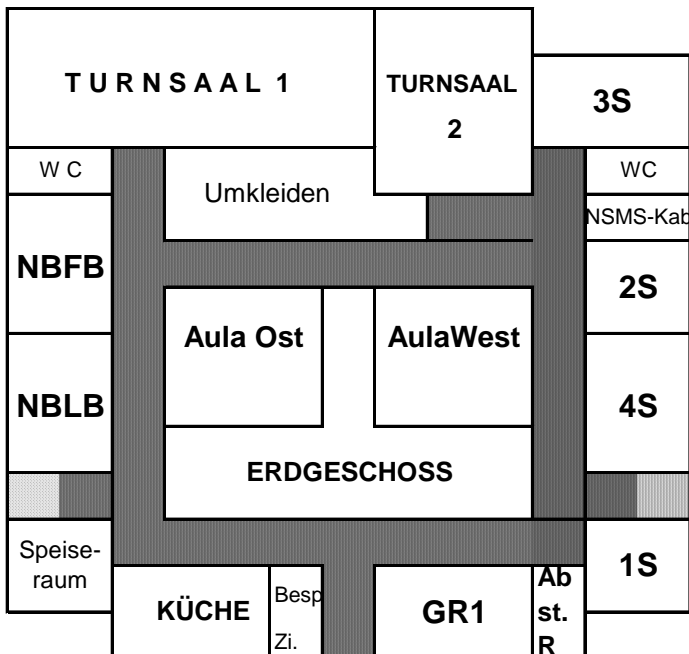 T U R N S A A L 1
TURNSAAL
2
3S
W C
Umkleiden
WC
NSMS-Kab
NBFB
2S
Aula Ost
AulaWest
NBLB
4S
ERDGESCHOSS
Speise-
raum
1S
KÜCHE
Besp
Zi.
GR1
Ab
st.
R